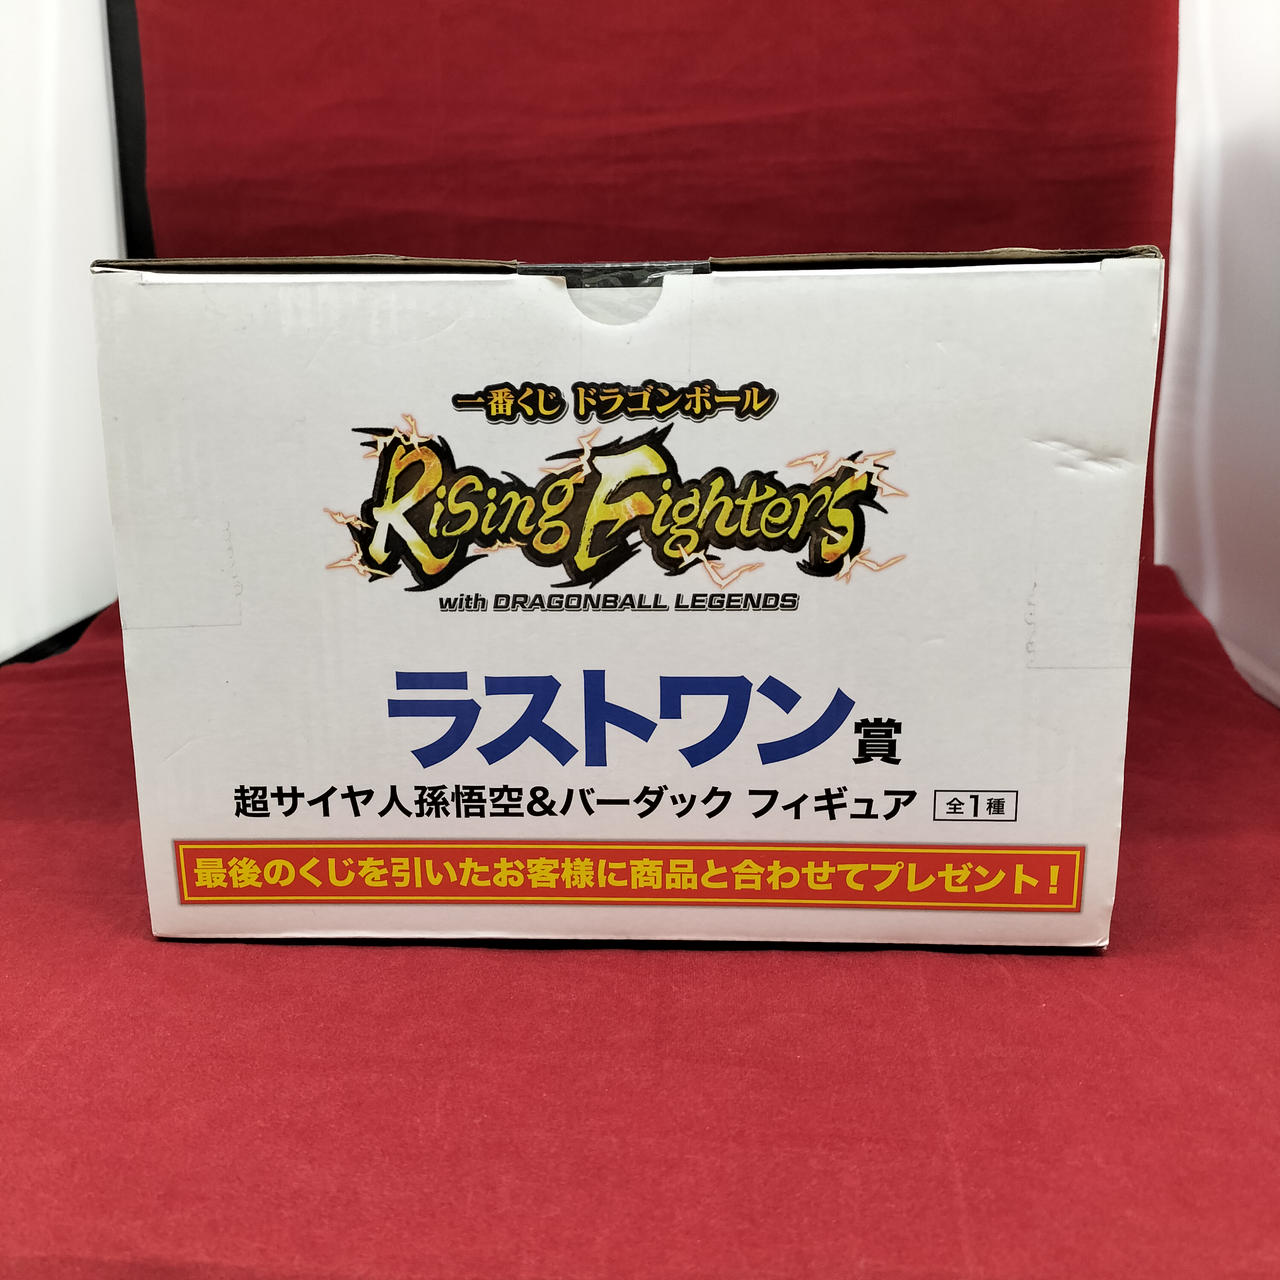 一番くじ ドラゴンボール
Rising Fighters
with DRAGONBALL LEGENDS
ラストワン賞
超サイヤ人孫悟空&バーダック フィギュア 全1種
最後のくじを引いたお客様に商品と合わせてプレゼント!